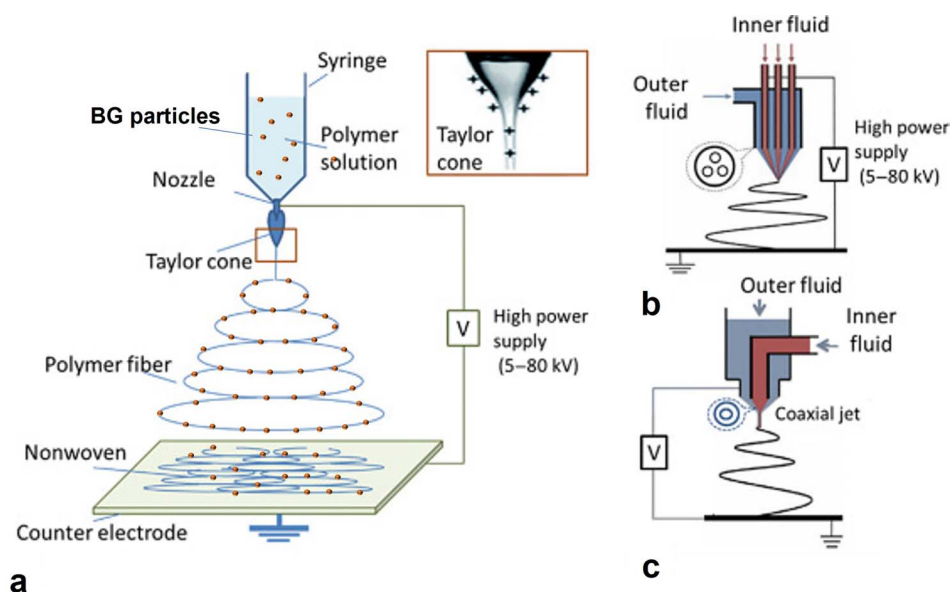 Syringe
BG particles
Polymer
solution
Nozzle
Taylor
cone
Taylor cone
V
High power
supply
(5–80 kV)
Polymer fiber
Nonwoven
Counter electrode
a
Inner fluid
Outer
fluid
High power
supply
(5–80 kV)
V
b
Outer fluid
Inner
fluid
Coaxial jet
V
c